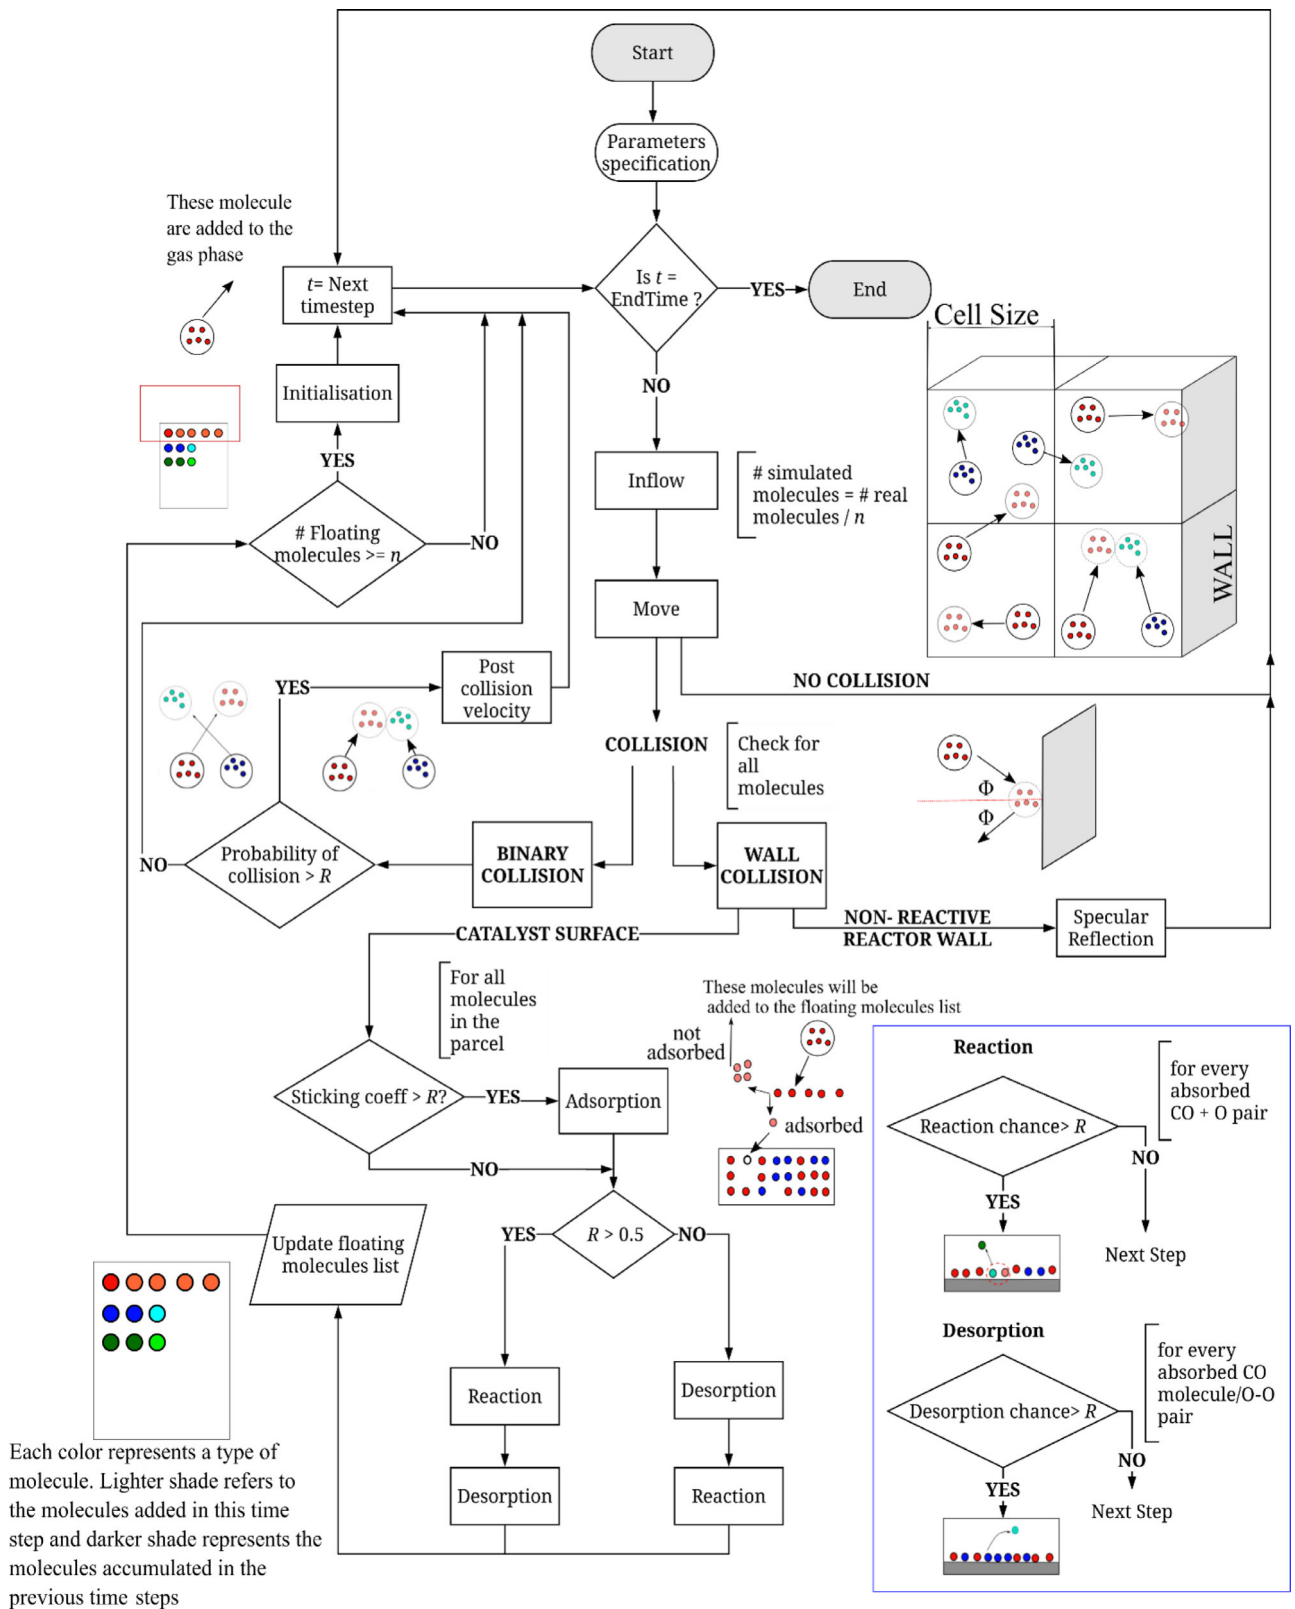 Start
Parameters
specification
These molecule
are added to the
gas phase
t= Next
timestep
Is t =
EndTime ?
YES
End
Cell Size
Initialisation
NO
YES
# Floating
molecules >= n
NO
Inflow
# simulated
molecules = # real
molecules / n
WALL
Move
Post
collision
velocity
YES
NO COLLISION
COLLISION
Check for
all
molecules
Φ
Φ
NO
Probability of
collision > R
BINARY
COLLISION
WALL
COLLISION
NON- REACTIVE
REACTOR WALL
Specular
Reflection
CATALYST SURFACE
For all
molecules
in the
parcel
These molecules will be
added to the floating molecules list
not
adsorbed
adsorbed
Sticking coeff > R?
YES
Adsorption
NO
Reaction
for every
absorbed
CO + O pair
Reaction chance> R
NO
YES
Next Step
Update floating
molecules list
YES
R > 0.5
NO
Reaction
Desorption
Desorption
Reaction
Desorption
for every
absorbed CO
molecule/O-O
pair
Desorption chance> R
NO
YES
Next Step
Each color represents a type of
molecule. Lighter shade refers to
the molecules added in this time
step and darker shade represents the
molecules accumulated in the
previous time steps